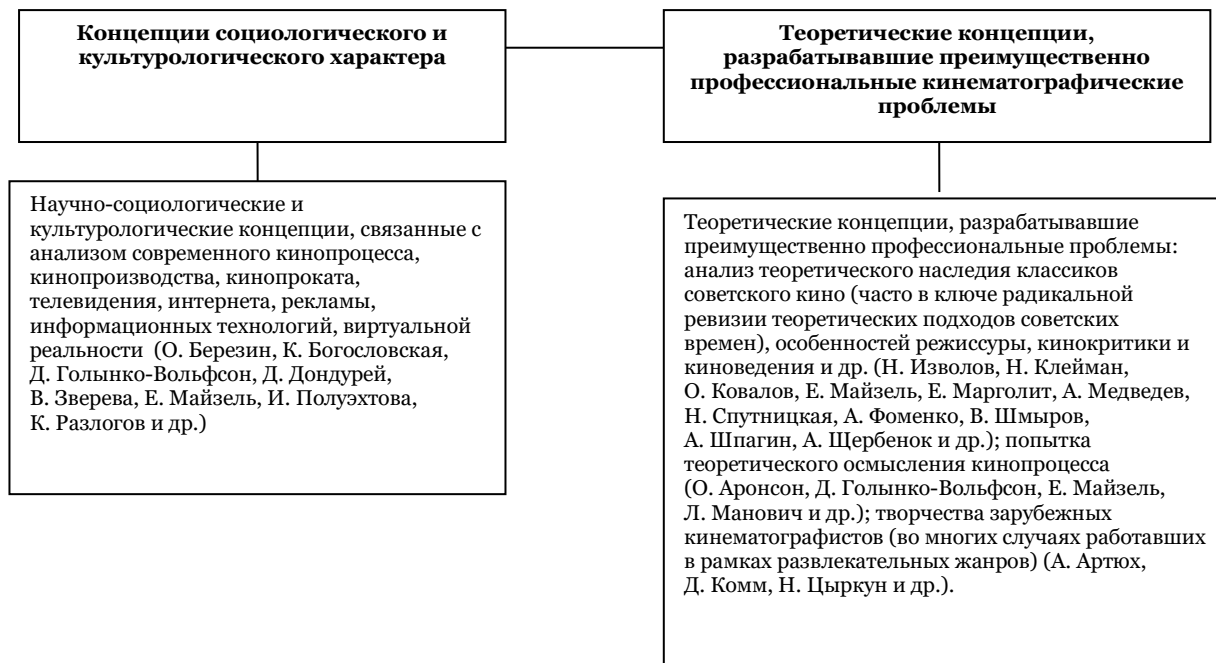 Концепции социологического и
культурологического характера
Теоретические концепции,
разрабатывавшие преимущественно
профессиональные кинематографические
проблемы
Научно-социологические и
культурологические концепции, связанные с
анализом современного кинопроцесса,
кинопроизводства, кинопроката,
телевидения, интернета, рекламы,
информационных технологий, виртуальной
реальности (О. Березин, К. Богословская,
Д. Голынко-Вольфсон, Д. Дондурей,
В. Зверева, Е. Майзель, И. Полуэхтова,
К. Разлогов и др.)
Теоретические концепции, разрабатывавшие
преимущественно профессиональные проблемы:
анализ теоретического наследия классиков
советского кино (часто в ключе радикальной
ревизии теоретических подходов советских
времен), особенностей режиссуры, кинокритики и
киноведения и др. (Н. Изволов, Н. Клейман,
О. Ковалов, Е. Майзель, Е. Марголит, А. Медведев,
Н. Спутницкая, А. Фоменко, В. Шмыров,
А. Шпагин, А. Щербенок и др.); попытка
теоретического осмысления кинопроцесса
(О. Аронсон, Д. Голынко-Вольфсон, Е. Майзель,
Л. Манович и др.); творчества зарубежных
кинематографистов (во многих случаях работавших
в рамках развлекательных жанров) (А. Артюх,
Д. Комм, Н. Цыркун и др.).